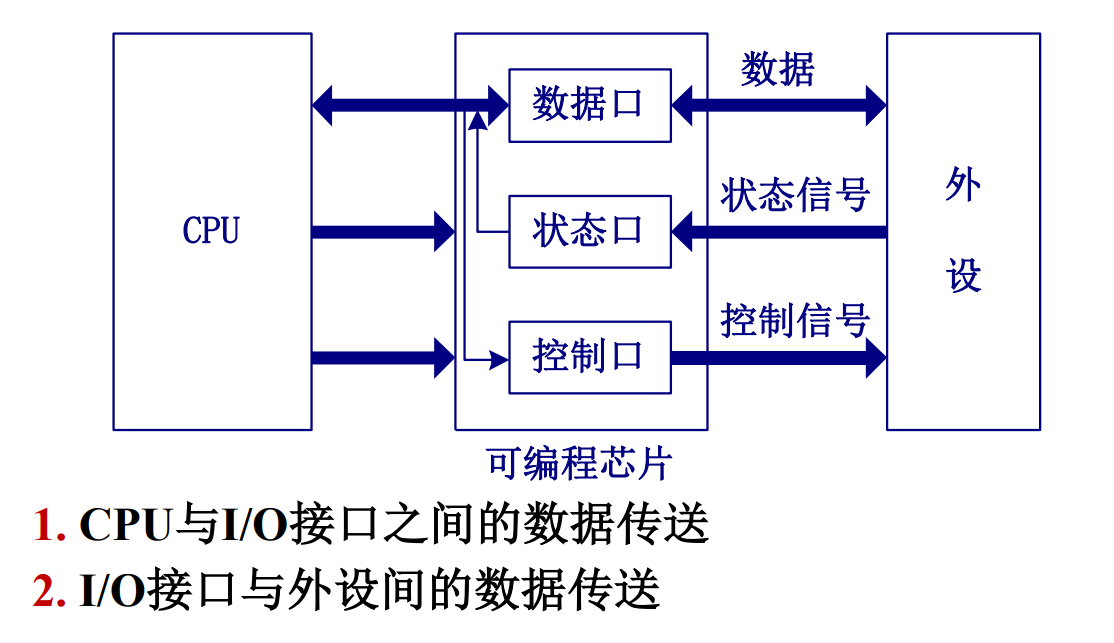 数据
数据口
状态信号
CPU
状态口
外
设
控制信号
控制口
可编程芯片
1. CPU与I/O接口之间的数据传送
2. I/O接口与外设间的数据传送